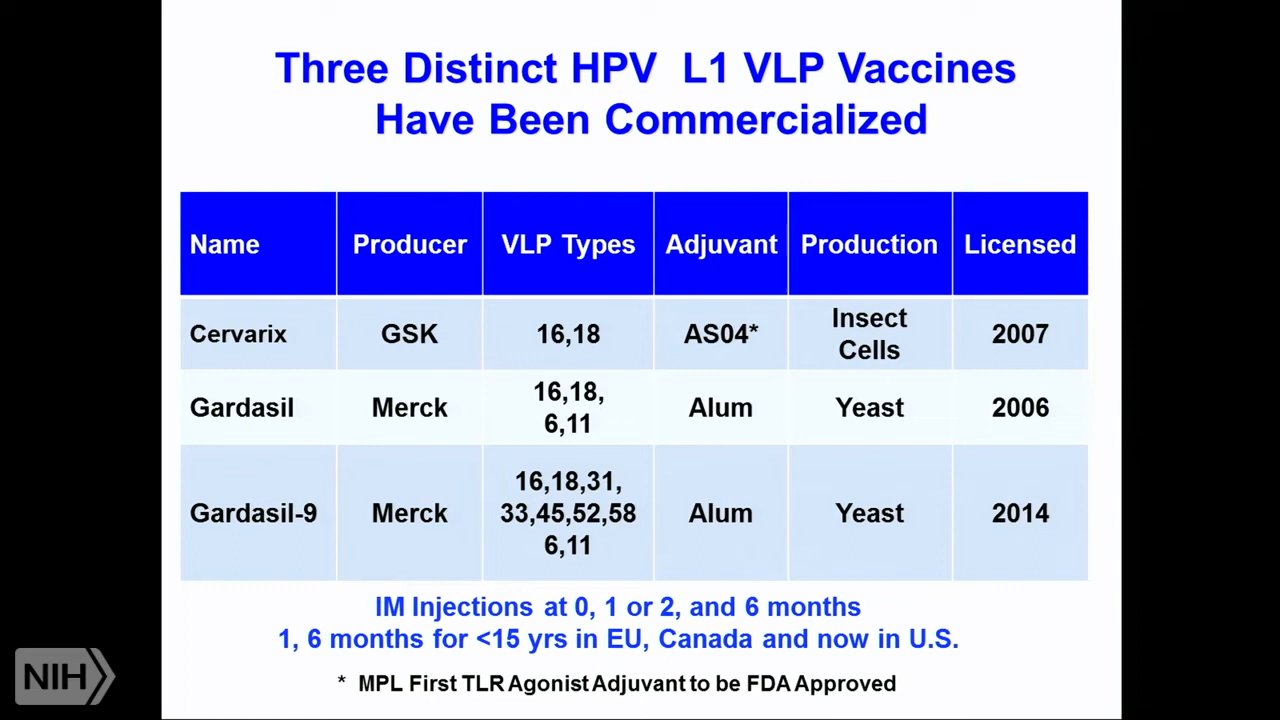 Three Distinct HPV L1 VLP Vaccines
Have Been Commercialized
Name Producer VLP Types Adjuvant Production Licensed
Cervarix GSK 16,18 AS04* Insect Cells 2007
Gardasil Merck 16,18, 6,11 Alum Yeast 2006
Gardasil-9 Merck 16,18,31, 33,45,52,58 6,11 Alum Yeast 2014
IM Injections at 0, 1 or 2, and 6 months
1, 6 months for <15 yrs in EU, Canada and now in U.S.
* MPL First TLR Agonist Adjuvant to be FDA Approved
NIH